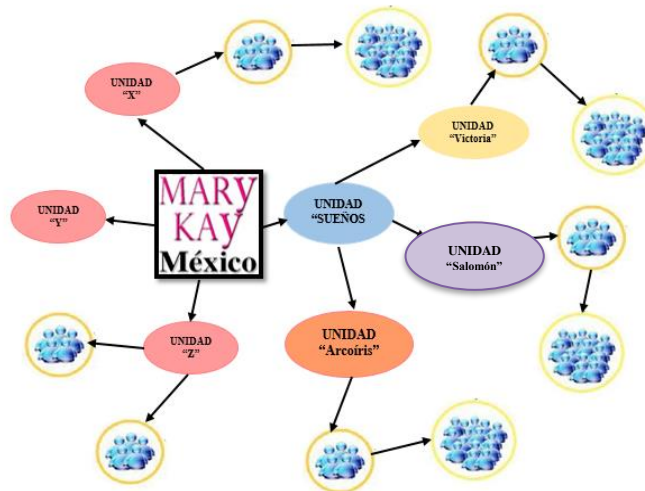 UNIDAD
“X”
UNIDAD
“Victoria”
MARY
KAY
México
UNIDAD
“SUEÑOS
UNIDAD
“Y”
UNIDAD
“Salomón”
UNIDAD
“Z”
UNIDAD
“Arcoíris”